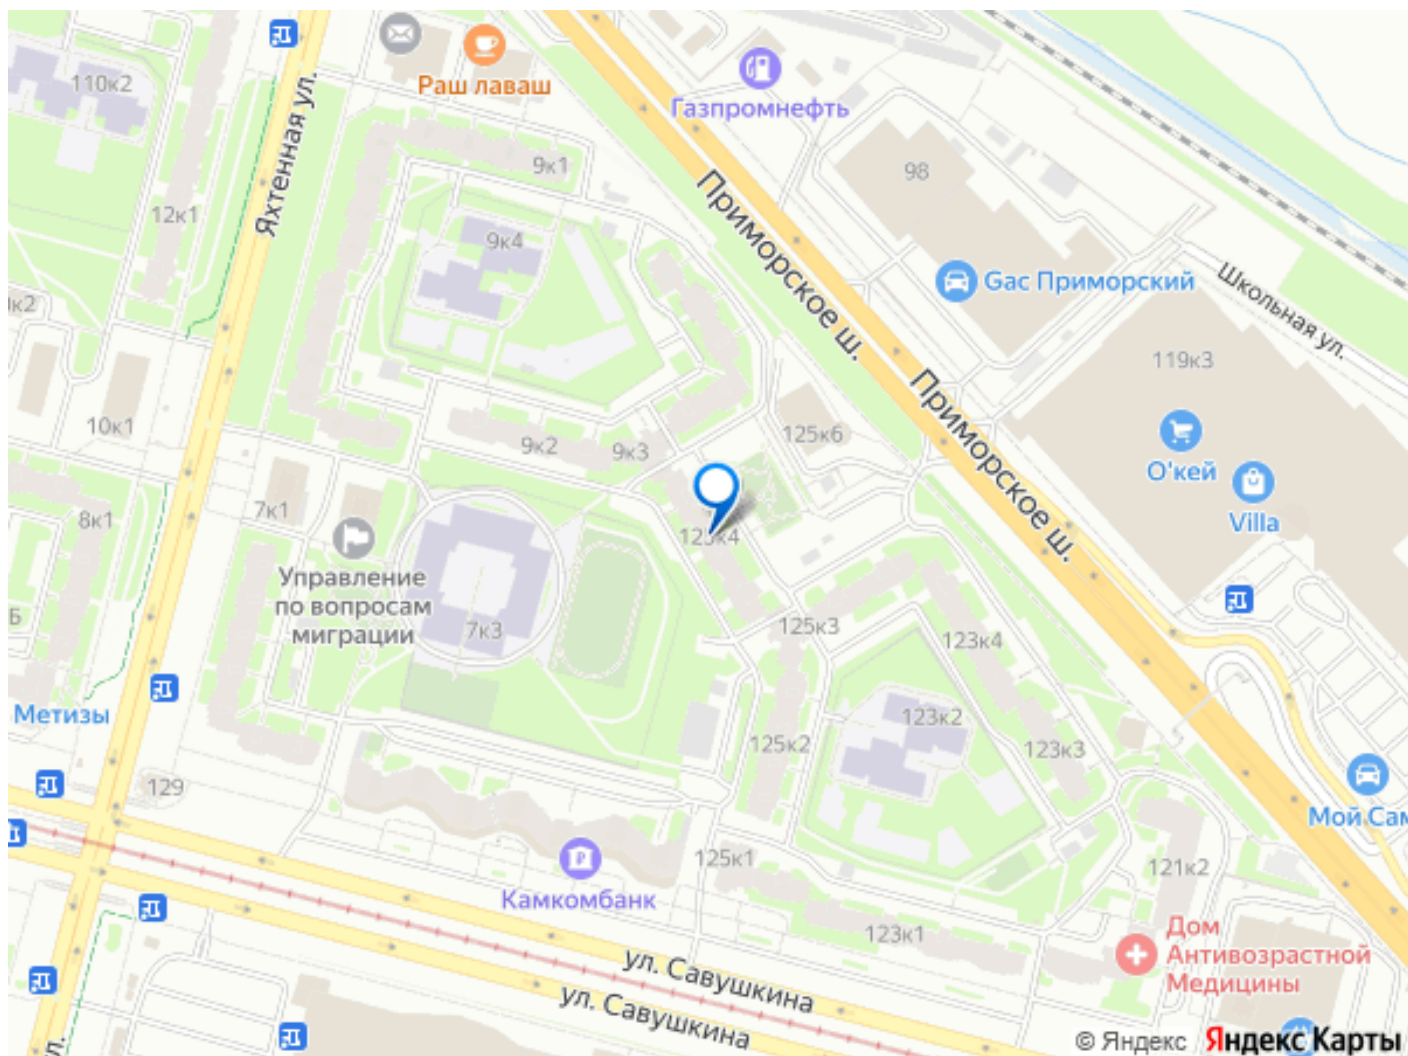 110к2
Раш лаваш
Газпромнефть
Яхтенная ул.
9к1
98
12к1
Приморское ш.
9к4
Gac Приморский
Школьная ул.
119к3
10к1
9к2
9к3
125к6
Приморское ш.
О'кей
Villa
8к1
7к1
125к4
Управление
по вопросам
миграции
7к3
125к3
123к4
Метизы
123к2
125к2
123к3
129
Мой Сам
125к1
121к2
Камкомбанк
123к1
Дом
Антивозрастной
Медицины
ул. Савушкина
ул. Савушкина
© Яндекс Яндекс Карты